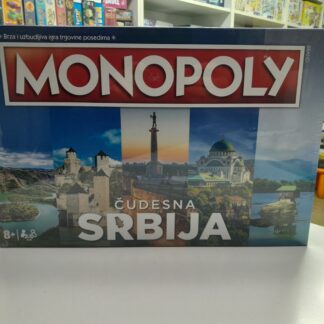 Brza i uzbudljiva igra trgovine posedima
MONOPOLY
ČUDESNA
SRBIJA
8+